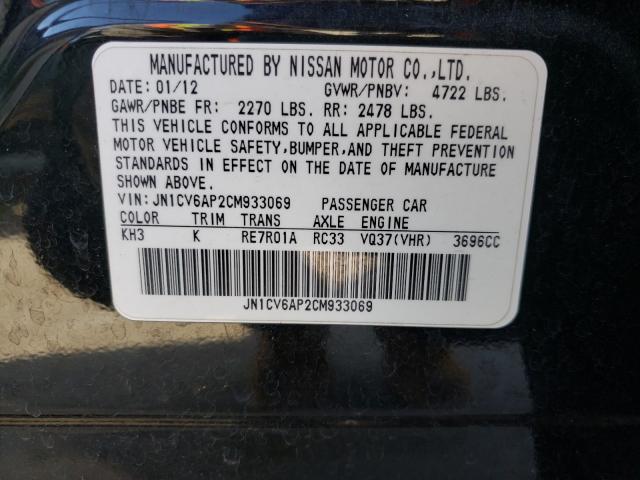 MANUFACTURED BY NISSAN MOTOR CO.,LTD.
DATE: 01/12 GVWR/PNBV: 4722 LBS.
GAWR/PNBE FR: 2270 LBS. RR: 2478 LBS.
THIS VEHICLE CONFORMS TO ALL APPLICABLE FEDERAL
MOTOR VEHICLE SAFETY,BUMPER,AND THEFT PREVENTION
STANDARDS IN EFFECT ON THE DATE OF MANUFACTURE
SHOWN ABOVE.
VIN: JN1CV6AP2CM933069 PASSENGER CAR
COLOR TRIM TRANS AXLE ENGINE
KH3 K RE7R01A RC33 VQ37(VHR) 3696CC
JN1CV6AP2CM933069